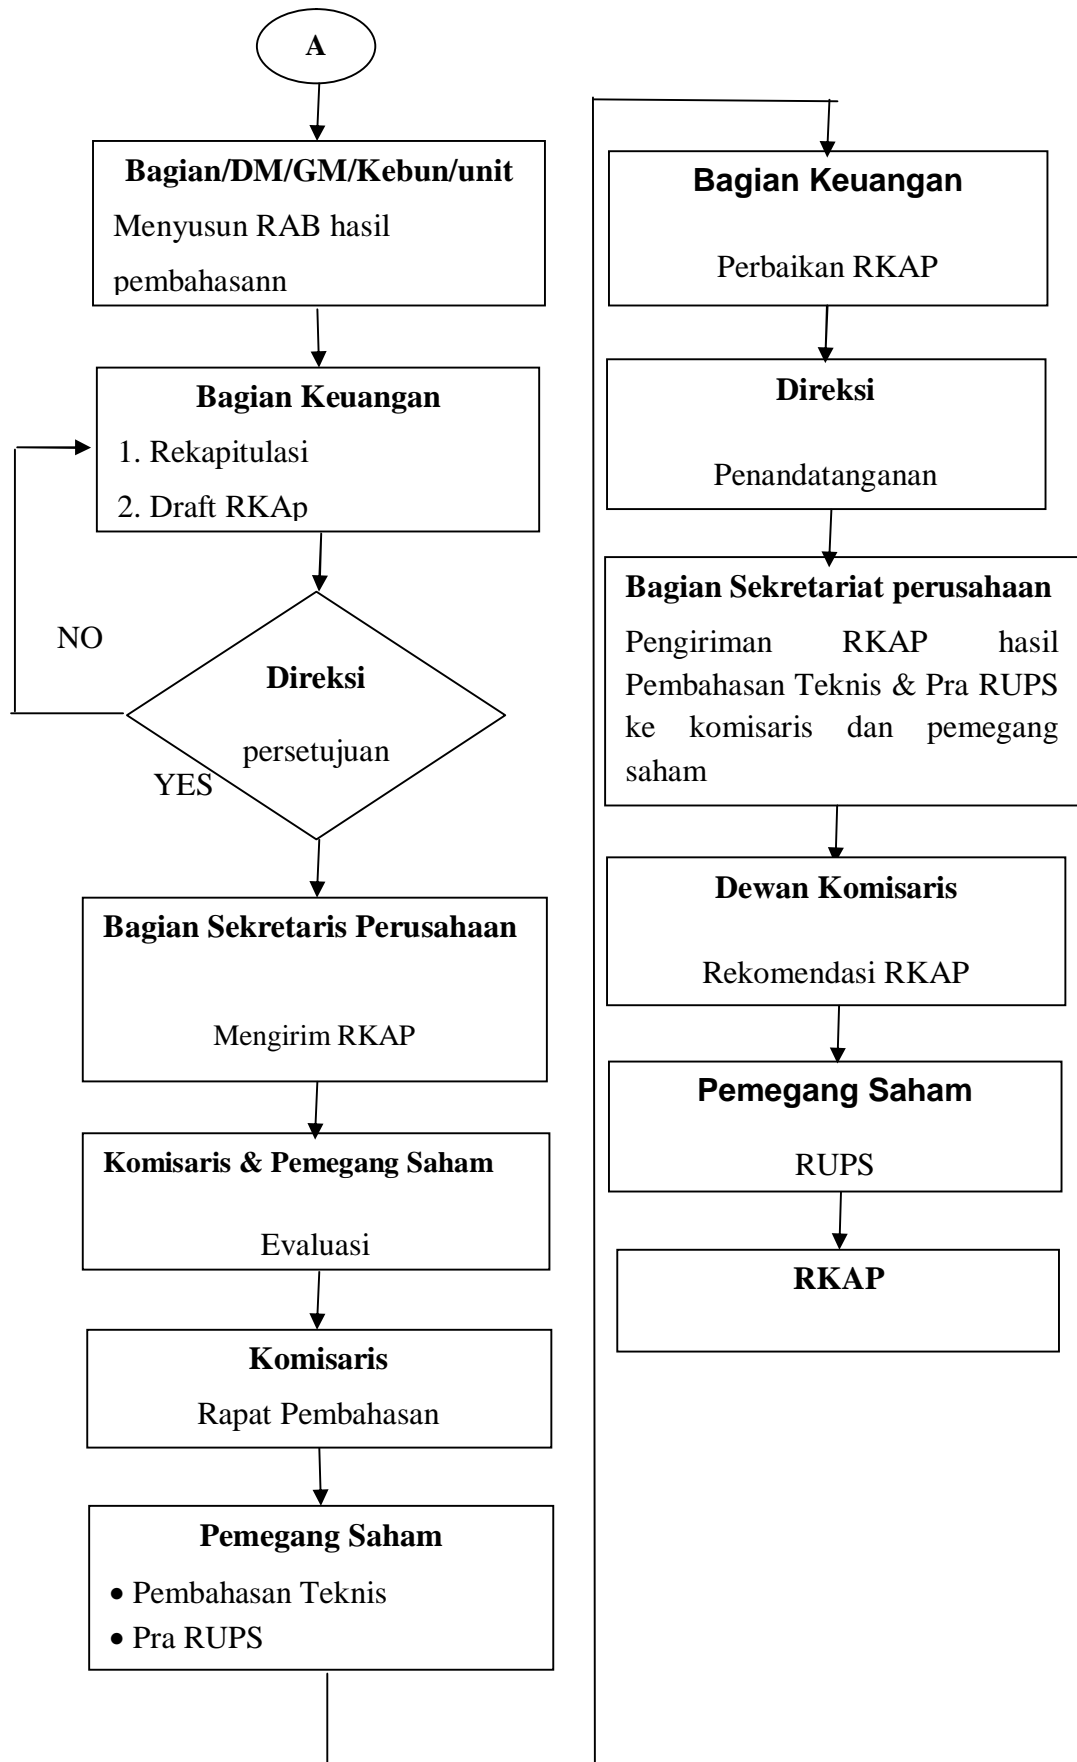 A
Bagian/DM/GM/Kebun/unit
Menyusun RAB hasil
pembahasann
Bagian Keuangan
1. Rekapitulasi
2. Draft RKAp
NO
Direksi
persetujuan
YES
Bagian Sekretaris Perusahaan
Mengirim RKAP
Komisaris & Pemegang Saham
Evaluasi
Komisaris
Rapat Pembahasan
Pemegang Saham
• Pembahasan Teknis
• Pra RUPS
Bagian Keuangan
Perbaikan RKAP
Direksi
Penandatanganan
Bagian Sekretariat perusahaan
Pengiriman RKAP hasil
Pembahasan Teknis & Pra RUPS
ke komisaris dan pemegang
saham
Dewan Komisaris
Rekomendasi RKAP
Pemegang Saham
RUPS
RKAP